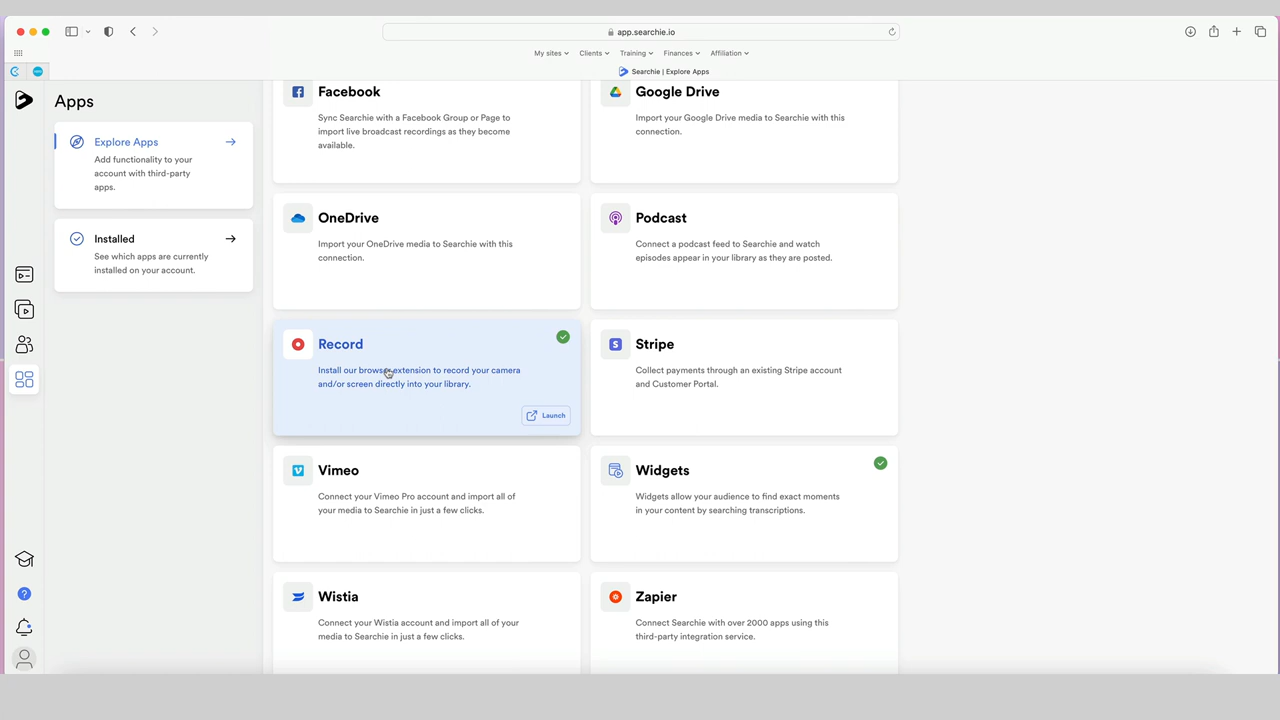 app.searchie.io
My sites
Clients
Training
Finances
Affiliation
Searchie | Explore Apps
Apps
Explore Apps
Add functionality to your
account with third-party
apps.
Installed
See which apps are currently
installed on your account.
Facebook
Sync Searchie with a Facebook Group or Page to
import live broadcast recordings as they become
available.
Google Drive
Import your Google Drive media to Searchie with this
connection.
OneDrive
Import your OneDrive media to Searchie with this
connection.
Podcast
Connect a podcast feed to Searchie and watch
episodes appear in your library as they are posted.
Record
Install our browser extension to record your camera
and/or screen directly into your library.
Launch
Stripe
Collect payments through an existing Stripe account
and Customer Portal.
Vimeo
Connect your Vimeo Pro account and import all of
your media to Searchie in just a few clicks.
Widgets
Widgets allow your audience to find exact moments
in your content by searching transcriptions.
Wistia
Connect your Wistia account and import all of your
media to Searchie in just a few clicks.
Zapier
Connect Searchie with over 2000 apps using this
third-party integration service.